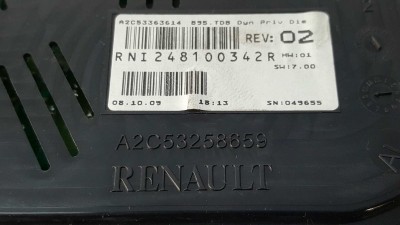 A2C53363614 B95.TDB Dyn Priv Die
REV: 02
RNI248100342R HW:01
SW:7.00
08.10.09 18:13 SN:049655
A2C53258659
RENAULT